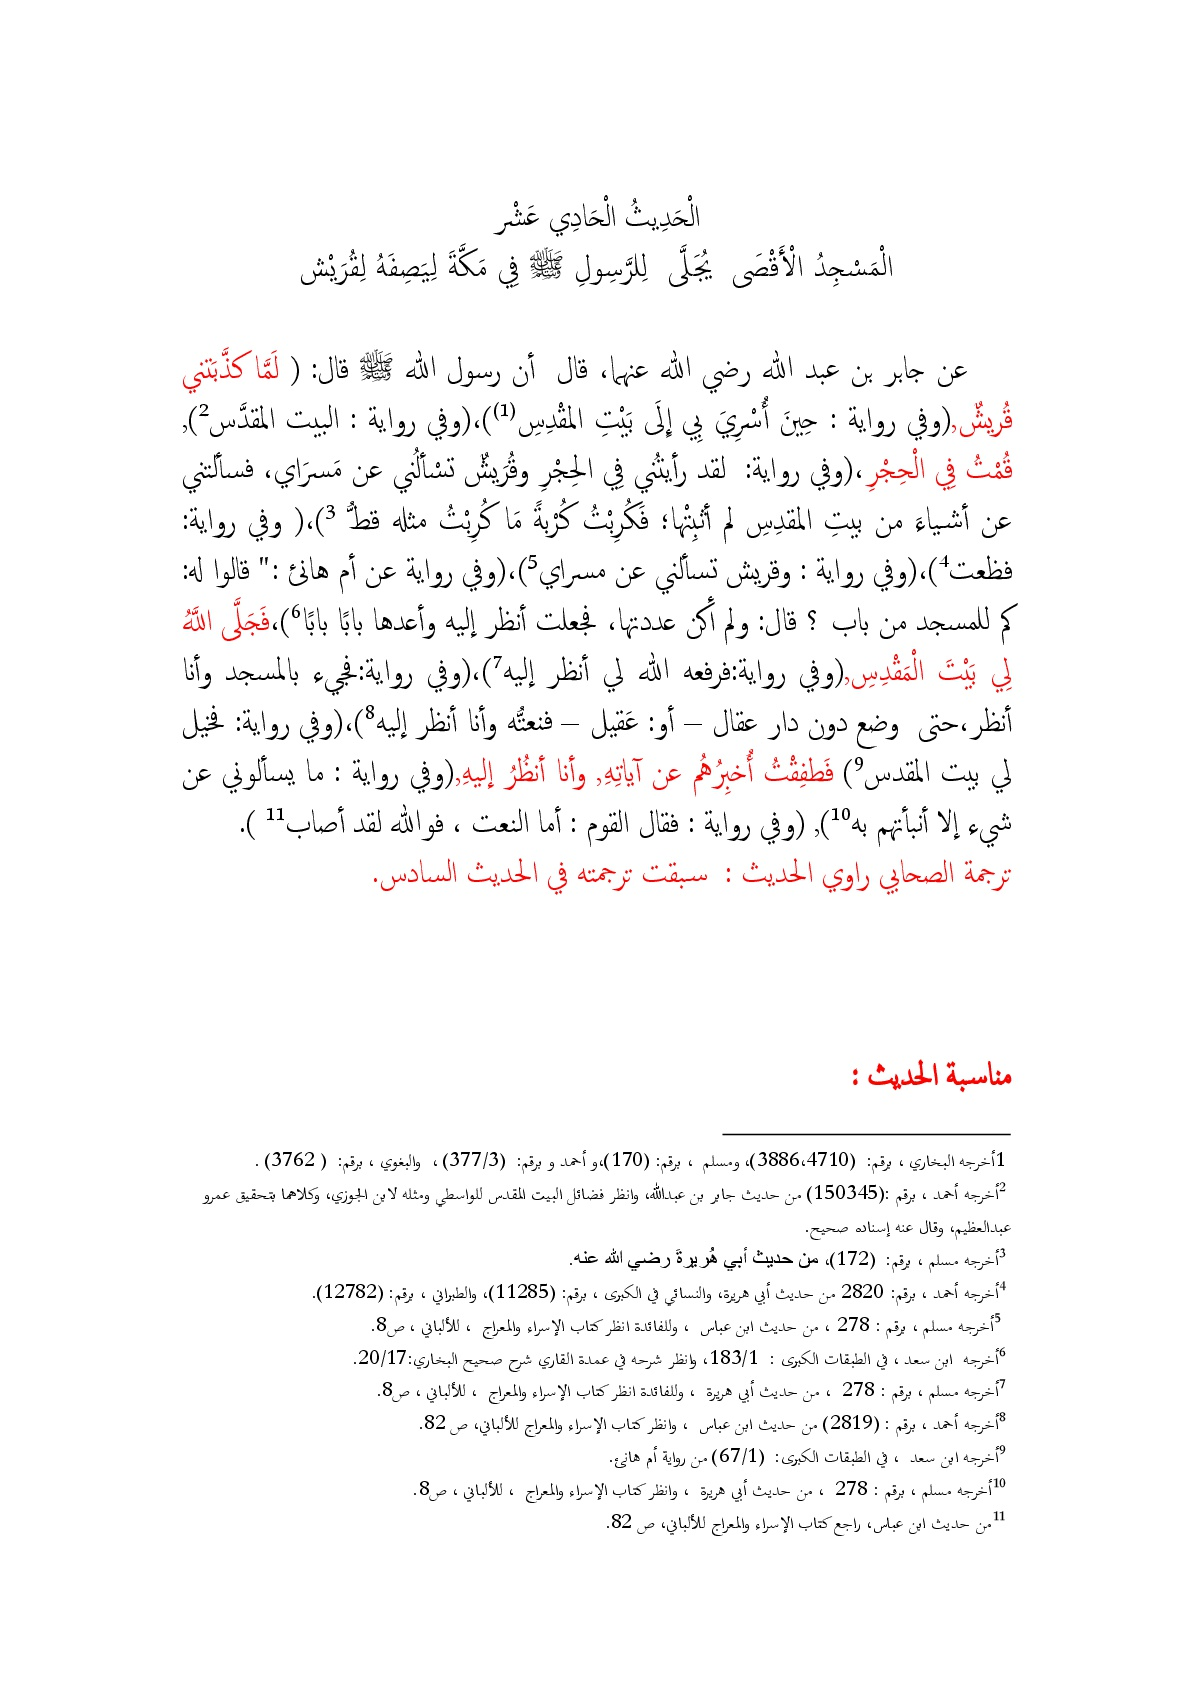 الْحَدِيثُ الْحَادِي عَشْر
الْمَسْجِدُ الْأَقْصَى يُجَلَّى لِلرَّسِولِ ﷺ فِي مَكَّةَ لِيَصِفَهُ لِقُرَيْش
عن جابر بن عبد الله رضي الله عنهما، قال أن رسول الله ﷺ قال: ( لَمَّا كذَّبَتني
قُريشٌ,(وفي رواية : حِينَ أُسْرِيَ بِي إِلَى بَيْتِ المقْدِسِ(1))،(وفي رواية : البيت المقدَّس2),
قُمْتُ فِي الْحِجْرِ ،(وفي رواية: لقد رأيتُني فِي الحِجْرِ وقُرَيشٌ تسْألُني عن مَسرَاي، فسألتني
عن أشياءَ من بيتِ المقدِسِ لم أثبِتْها؛ فَكُرِبْتُ كُرْبةً مَا كُرِبْتُ مثله قطُّ 3)،( وفي رواية:
فظعت4)،(وفي رواية : وقريش تسألني عن مسراي5)،(وفي رواية عن أم هانئ :" قالوا له:
كم للمسجد من باب ؟ قال: ولم أكن عددتها، فجعلت أنظر إليه وأعدها بابًا بابًا6)،فَجَلَّى اللَّهُ
لِي بَيْتَ الْمَقْدِسِ,(وفي رواية:فرفعه الله لي أنظر إليه7)،(وفي رواية:فجيء بالمسجد وأنا
أنظر،حتى وضع دون دار عقال – أو: عَقيل – فنعتُّه وأنا أنظر إليه8)،(وفي رواية: فخيل
لي بيت المقدس9) فَطفِقْتُ أُخبِرُهُم عن آياتِهِ, وأنا أنظُرُ إليهِ,(وفي رواية : ما يسألوني عن
شيء إلا أنبأتهم به10), (وفي رواية : فقال القوم : أما النعت ، فوالله لقد أصاب11 ).
ترجمة الصحابي راوي الحديث : سبقت ترجمته في الحديث السادس.
مناسبة الحديث :
1أخرجه البخاري ، برقم: (3886،4710)، ومسلم ، برقم: (170)،و أحمد و برقم: (377/3) ، والبغوي ، برقم: ( 3762) .
2أخرجه أحمد ، برقم :(150345) من حديث جابر بن عبدالله، وانظر فضائل البيت المقدس للواسطي ومثله لابن الجوزي، وكلاهما بتحقيق عمرو
عبدالعظيم، وقال عنه إسناده صحيح.
3أخرجه مسلم ، برقم: (172)، من حديث أبي هُريرةَ رضي الله عنه.
4أخرجه أحمد ، برقم: 2820 من حديث أبي هريرة، والنسائي في الكبرى ، برقم: (11285)، والطبراني ، برقم: (12782).
5أخرجه مسلم ، برقم : 278 ، من حديث ابن عباس ، وللفائدة انظر كتاب الإسراء والمعراج ، للألباني ، ص8.
6أخرجه ابن سعد ، في الطبقات الكبرى : 183/1، وانظر شرحه في عمدة القاري شرح صحيح البخاري:20/17.
7أخرجه مسلم ، برقم : 278 ، من حديث أبي هريرة ، وللفائدة انظر كتاب الإسراء والمعراج ، للألباني ، ص8.
8أخرجه أحمد ، برقم : (2819) من حديث ابن عباس ، وانظر كتاب الإسراء والمعراج للألباني، ص 82.
9أخرجه ابن سعد ، في الطبقات الكبرى: (67/1) من رواية أم هانئ.
10أخرجه مسلم ، برقم : 278 ، من حديث أبي هريرة ، وانظر كتاب الإسراء والمعراج ، للألباني ، ص8.
11من حديث ابن عباس، راجع كتاب الإسراء والمعراج للألباني، ص 82.